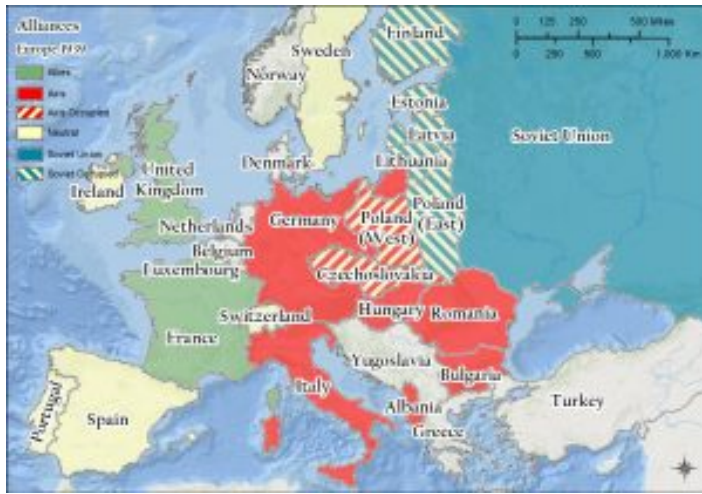 Alliances
Europe 1939
Allies
Axis
Axis Occupied
Neutral
Soviet Union
Soviet Occupied
0 125 250 500 Miles
0 250 500 1,000 Km
Finland
Sweden
Norway
Estonia
Latvia
Soviet Union
Denmark
Lithuania
Ireland
United
Kingdom
Netherlands
Germany
Poland
(West)
Poland
(East)
Belgium
Luxembourg
Czechoslovakia
Switzerland
Hungary
Romania
France
Yugoslavia
Bulgaria
Italy
Portugal
Spain
Albania
Greece
Turkey